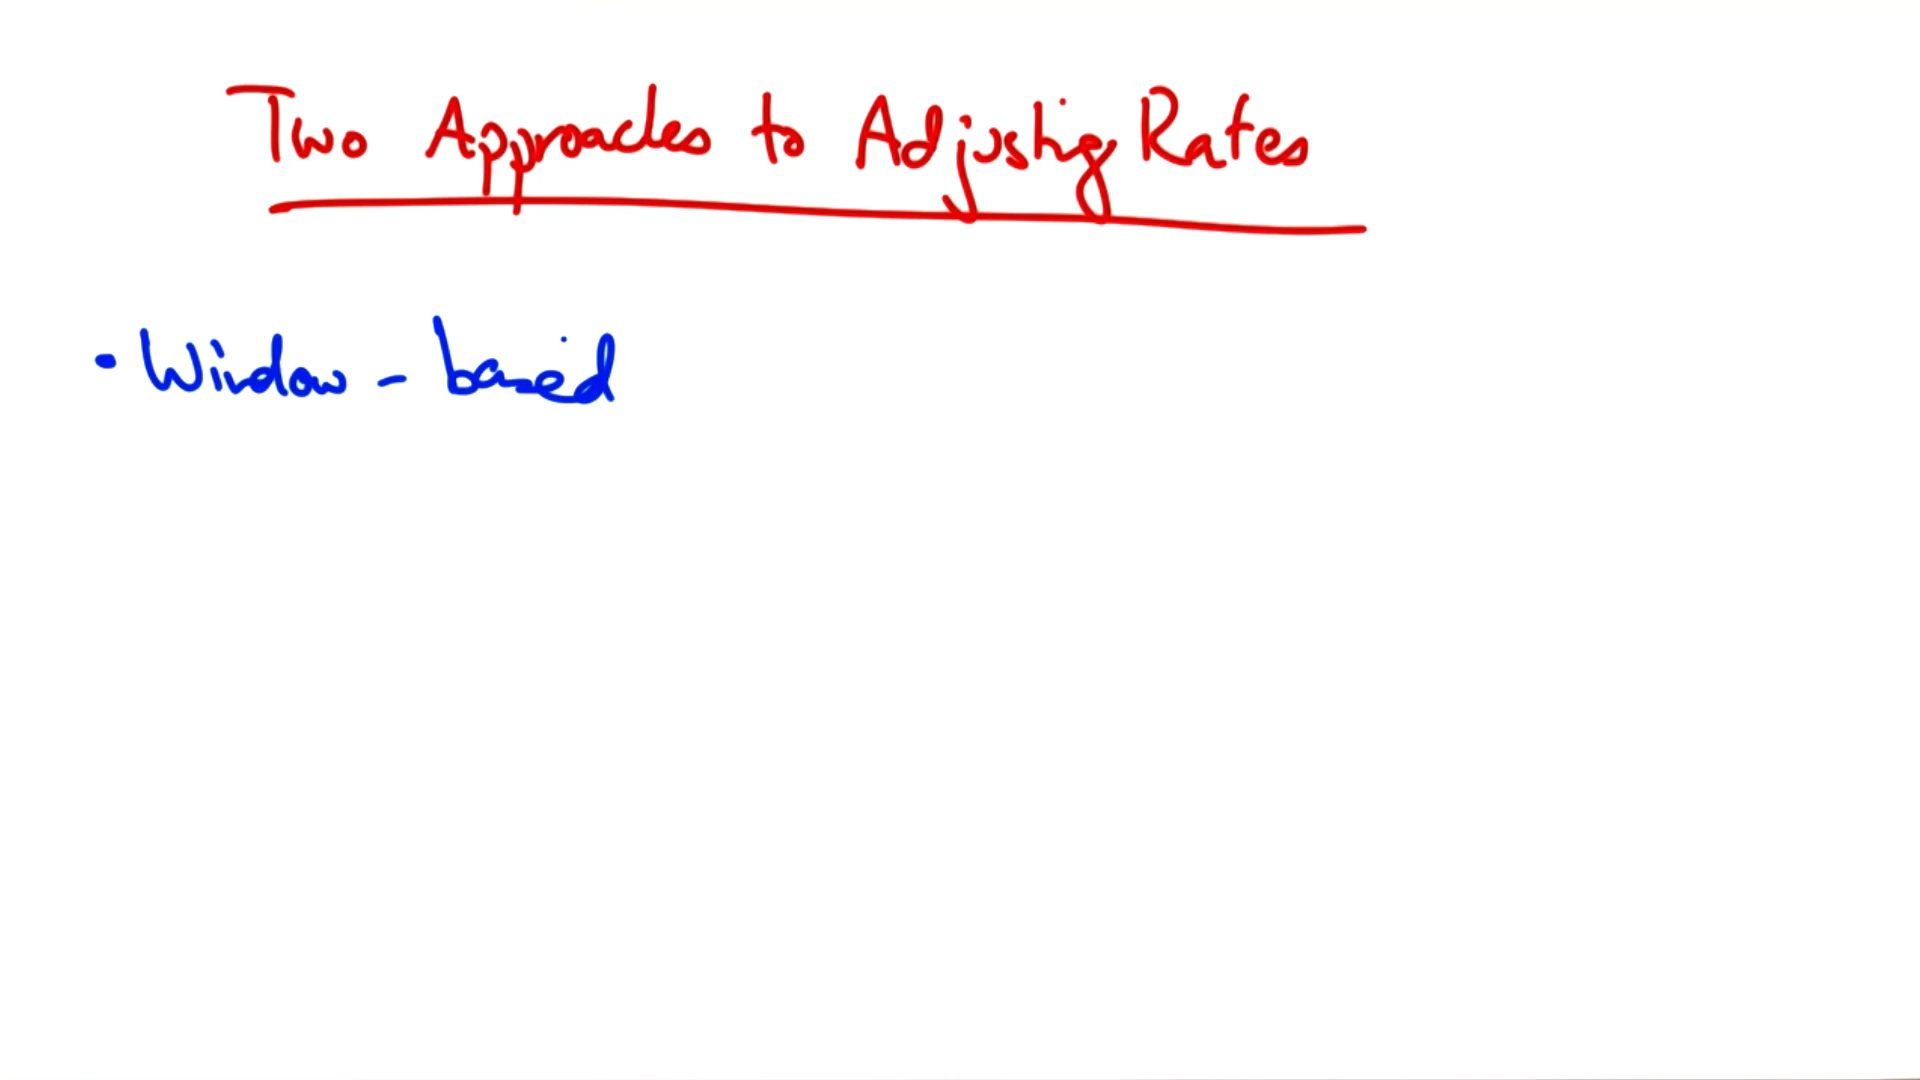 Two Approaches to Adjusting Rates
• Window - based